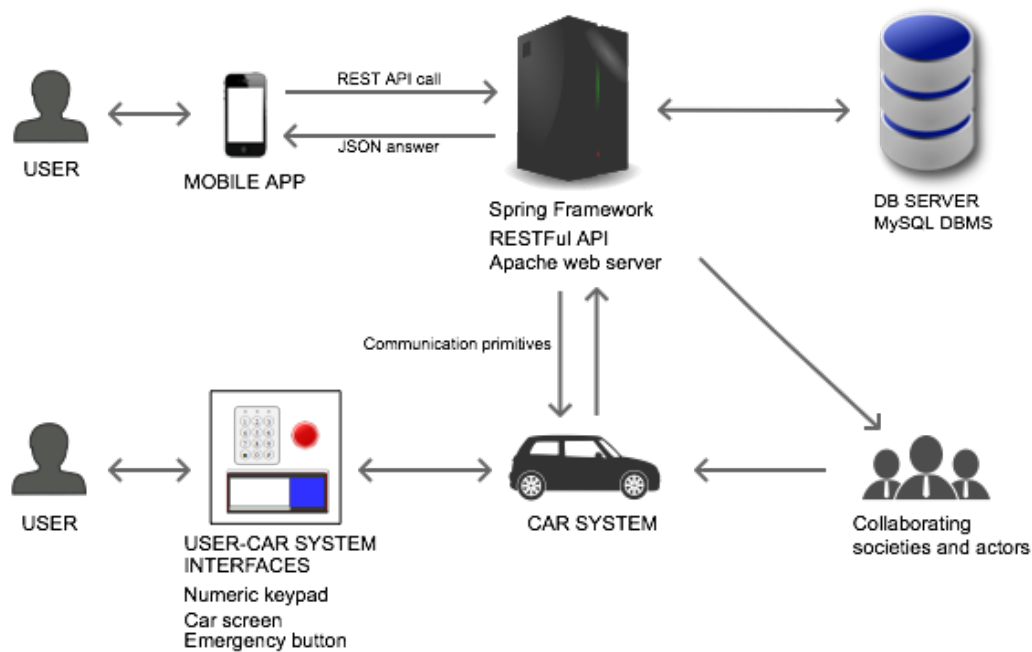 REST API call
JSON answer
USER
MOBILE APP
Spring Framework
RESTFul API
Apache web server
DB SERVER
MySQL DBMS
Communication primitives
USER
USER-CAR SYSTEM
INTERFACES
Numeric keypad
Car screen
Emergency button
CAR SYSTEM
Collaborating
societies and actors